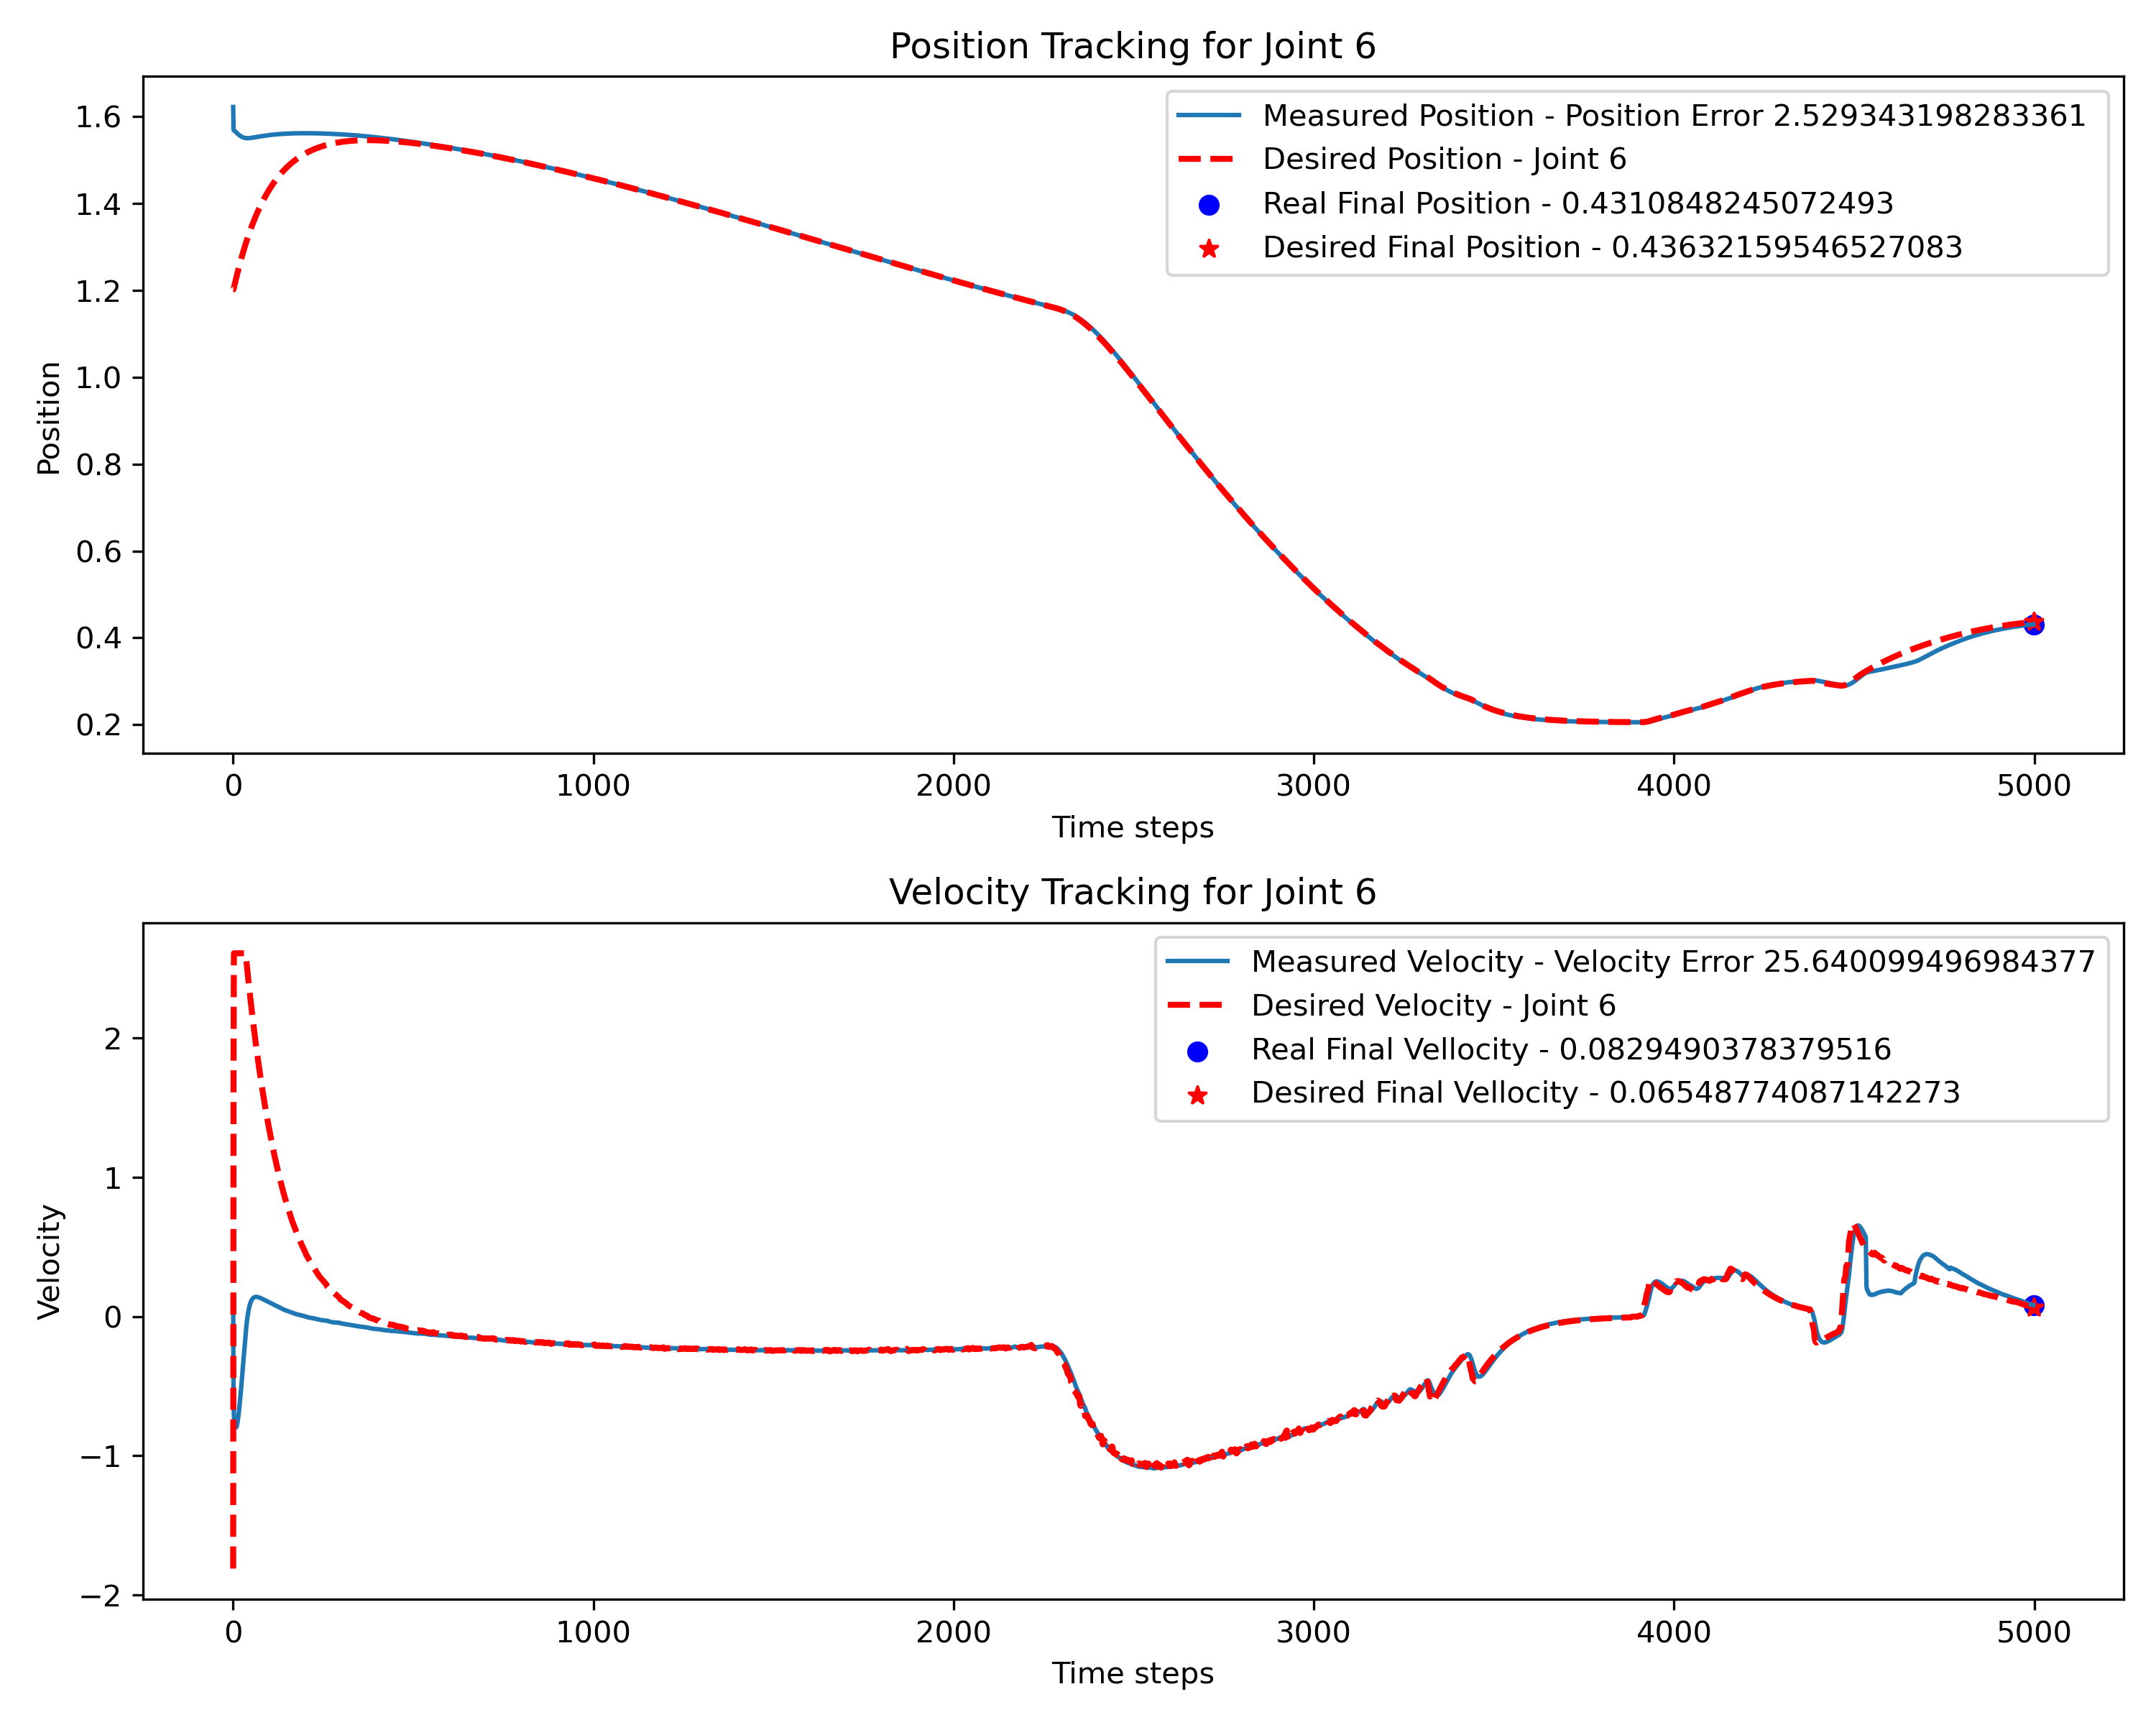 Position Tracking for Joint 6
Measured Position - Position Error 2.529343198283361
Desired Position - Joint 6
Real Final Position - 0.4310848245072493
Desired Final Position - 0.43632159546527083
1.6
1.4
1.2
1.0
0.8
0.6
0.4
0.2
Position
0 1000 2000 3000 4000 5000
Time steps
Velocity Tracking for Joint 6
Measured Velocity - Velocity Error 25.640099496984377
Desired Velocity - Joint 6
Real Final Vellocity - 0.0829490378379516
Desired Final Vellocity - 0.06548774087142273
2
1
0
−1
−2
Velocity
0 1000 2000 3000 4000 5000
Time steps